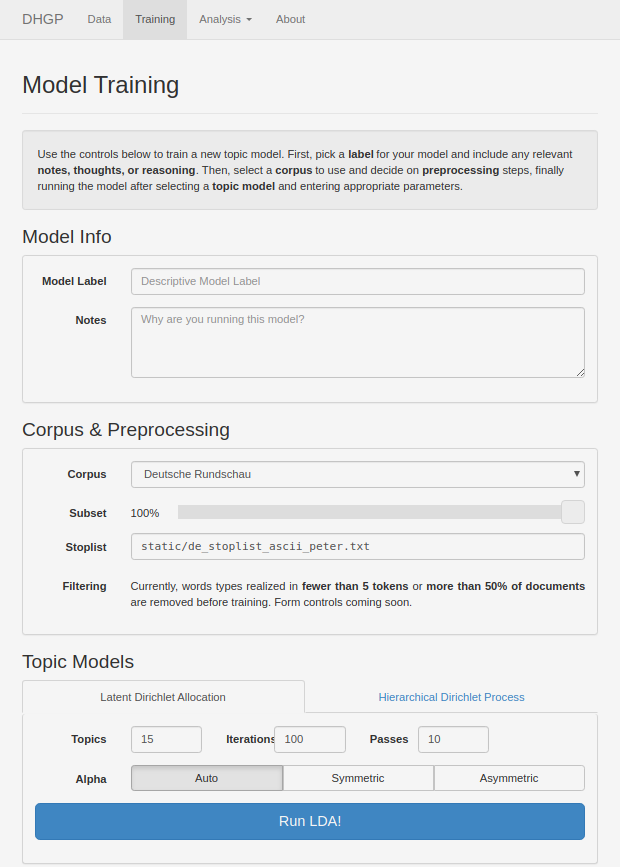 DHGP Data Training Analysis About
Model Training
Use the controls below to train a new topic model. First, pick a label for your model and include any relevant
notes, thoughts, or reasoning. Then, select a corpus to use and decide on preprocessing steps, finally
running the model after selecting a topic model and entering appropriate parameters.
Model Info
Model Label Descriptive Model Label
Notes Why are you running this model?
Corpus & Preprocessing
Corpus Deutsche Rundschau
Subset 100%
Stoplist static/de_stoplist_ascii_peter.txt
Filtering Currently, words types realized in fewer than 5 tokens or more than 50% of documents
are removed before training. Form controls coming soon.
Topic Models
Latent Dirichlet Allocation Hierarchical Dirichlet Process
Topics 15 Iterations 100 Passes 10
Alpha Auto Symmetric Asymmetric
Run LDA!